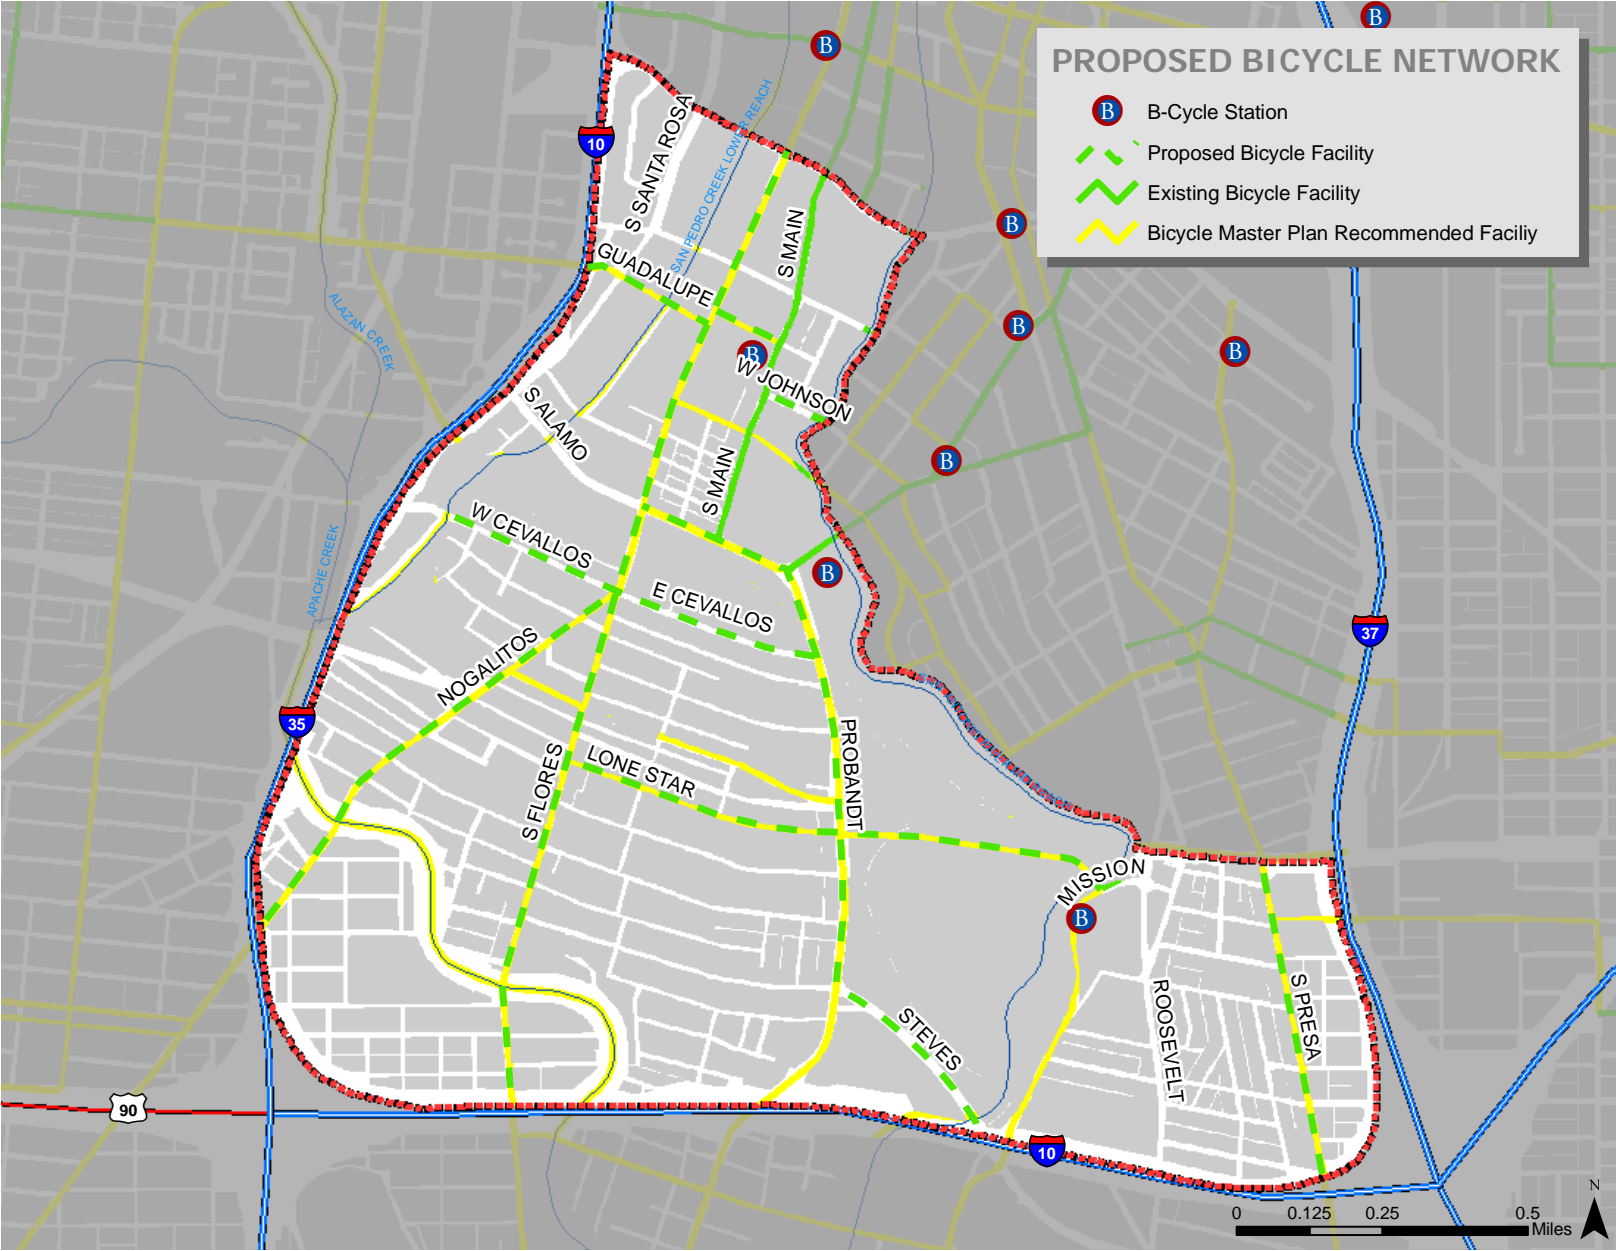 PROPOSED BICYCLE NETWORK
B
B-Cycle Station
Proposed Bicycle Facility
Existing Bicycle Facility
Bicycle Master Plan Recommended Faciliy
B
B
B
B
B
B
B
B
B
10
S SANTA ROSA
SAN PEDRO CREEK LOWER REACH
S MAIN
GUADALUPE
ALAZAN CREEK
W JOHNSON
S ALAMO
S MAIN
W CEVALLOS
APACHE CREEK
E CEVALLOS
37
NOGALITOS
35
S FLORES
LONE STAR
PROBANDT
MISSION
ROOSEVELT
S PRESA
STEVES
90
10
N
0 0.125 0.25 0.5
Miles